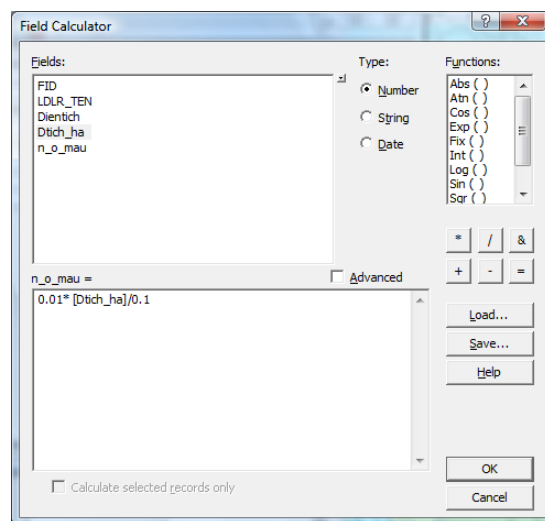 Field Calculator
?
X
Fields:
FID
LDLR_TEN
Dientich
Dtich_ha
n_o_mau
Type:
Number
String
Date
Functions:
Abs ( )
Atn ( )
Cos ( )
Exp ( )
Fix ( )
Int ( )
Log ( )
Sin ( )
Sqr ( )
* / &
+ - =
n_o_mau =
Advanced
0.01* [Dtich_ha]/0.1
Load...
Save...
Help
Calculate selected records only
OK
Cancel